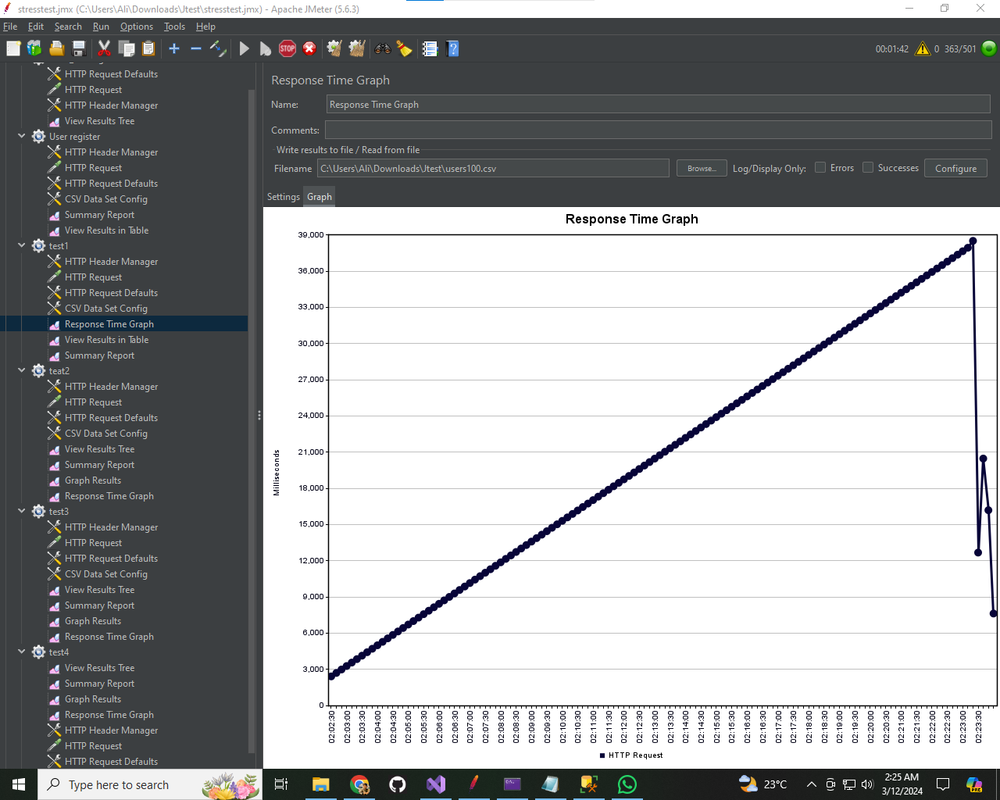 stresstest.jmx (C:\Users\Ali\Downloads\Jtest\stresstest.jmx) - Apache JMeter (5.6.3)
File Edit Search Run Options Tools Help
STOP
00:01:42 0 363/501
HTTP Request Defaults
HTTP Request
HTTP Header Manager
View Results Tree
User register
HTTP Header Manager
HTTP Request
HTTP Request Defaults
CSV Data Set Config
Summary Report
View Results in Table
test1
HTTP Header Manager
HTTP Request
HTTP Request Defaults
CSV Data Set Config
Response Time Graph
View Results in Table
Summary Report
teat2
HTTP Header Manager
HTTP Request
HTTP Request Defaults
CSV Data Set Config
View Results Tree
Summary Report
Graph Results
Response Time Graph
test3
HTTP Header Manager
HTTP Request
HTTP Request Defaults
CSV Data Set Config
View Results Tree
Summary Report
Graph Results
Response Time Graph
test4
View Results Tree
Summary Report
Graph Results
Response Time Graph
HTTP Header Manager
HTTP Request
HTTP Request Defaults
Response Time Graph
Name: Response Time Graph
Comments:
Write results to file / Read from file
Filename C:\Users\Ali\Downloads\Jtest\users100.csv Browse... Log/Display Only: Errors Successes Configure
Settings Graph
Response Time Graph
39,000
36,000
33,000
30,000
27,000
24,000
21,000
18,000
15,000
12,000
9,000
6,000
3,000
0
Milliseconds
02:02:30
02:03:00
02:03:30
02:04:00
02:04:30
02:05:00
02:05:30
02:06:00
02:06:30
02:07:00
02:07:30
02:08:00
02:08:30
02:09:00
02:09:30
02:10:00
02:10:30
02:11:00
02:11:30
02:12:00
02:12:30
02:13:00
02:13:30
02:14:00
02:14:30
02:15:00
02:15:30
02:16:00
02:16:30
02:17:00
02:17:30
02:18:00
02:18:30
02:19:00
02:19:30
02:20:00
02:20:30
02:21:00
02:21:30
02:22:00
02:22:30
02:23:00
02:23:30
HTTP Request
Type here to search
23°C
2:25 AM
3/12/2024
PRE